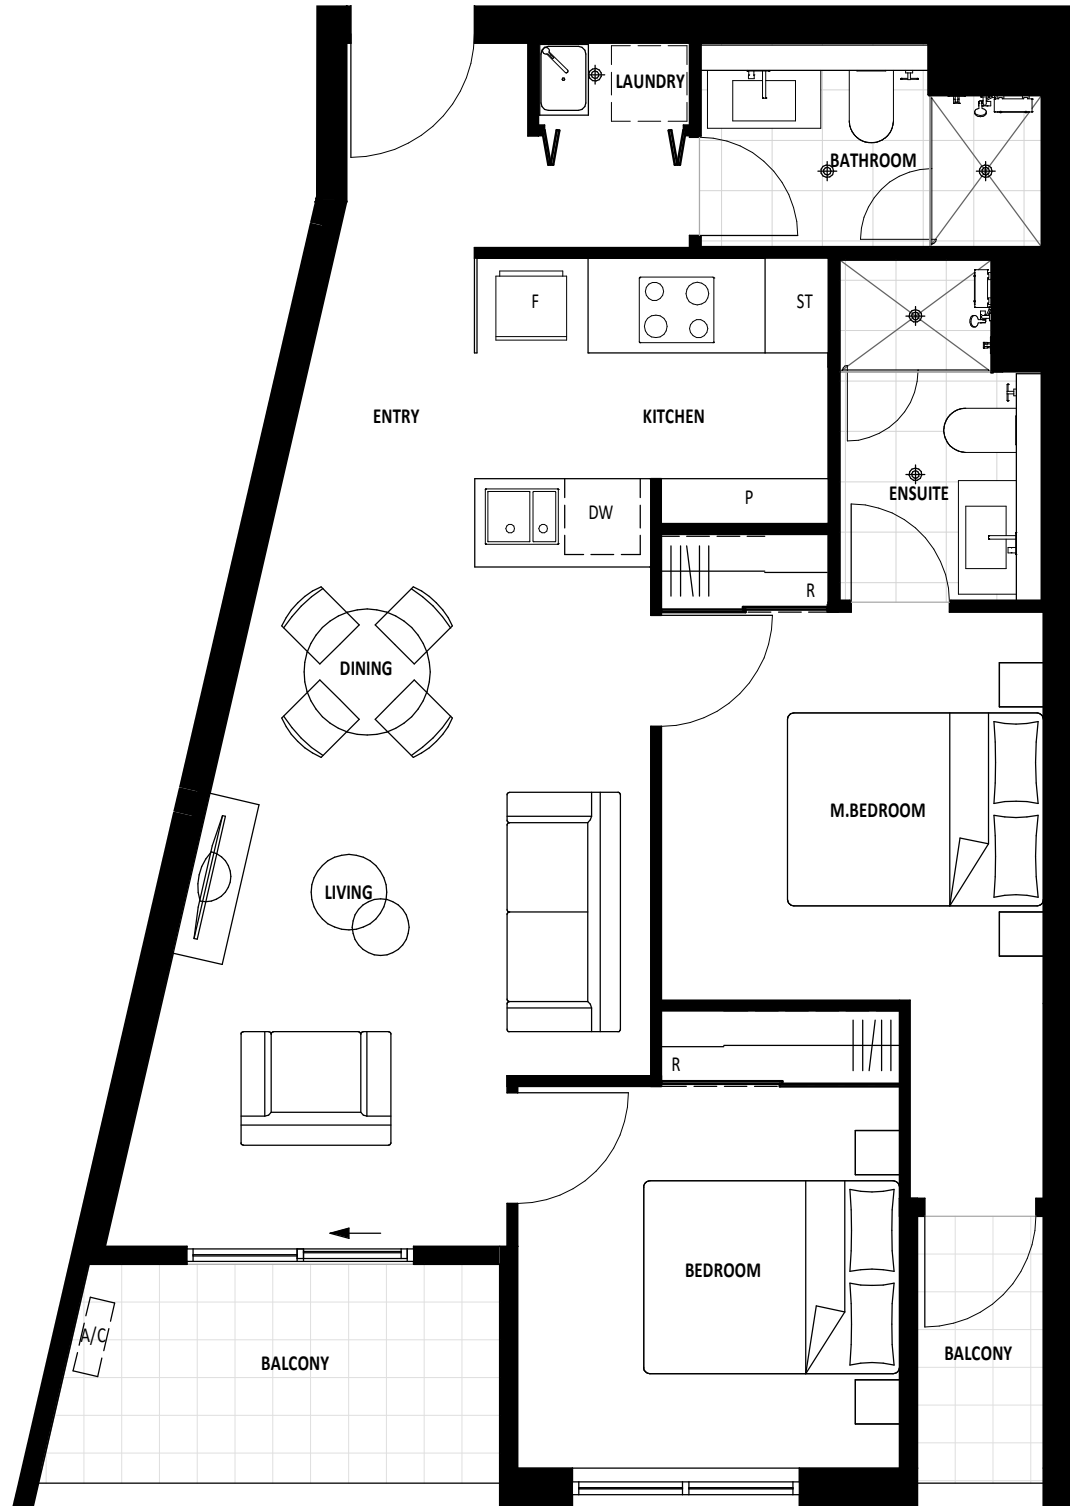 LAUNDRY
BATHROOM
F
ST
ENTRY
KITCHEN
ENSUITE
P
DW
R
DINING
M.BEDROOM
LIVING
R
BEDROOM
A/C
BALCONY
BALCONY